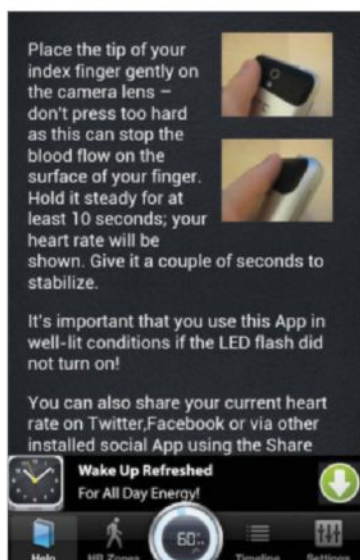 Place the tip of your
index finger gently on
the camera lens –
don't press too hard
as this can stop the
blood flow on the
surface of your finger.
Hold it steady for at
least 10 seconds; your
heart rate will be
shown. Give it a couple of seconds to
stabilize.
It's important that you use this App in
well-lit conditions if the LED flash did
not turn on!
You can also share your current heart
rate on Twitter,Facebook or via other
installed social App using the Share
Wake Up Refreshed
For All Day Energy!
Help
HR Zones
60
Timeline
Settings